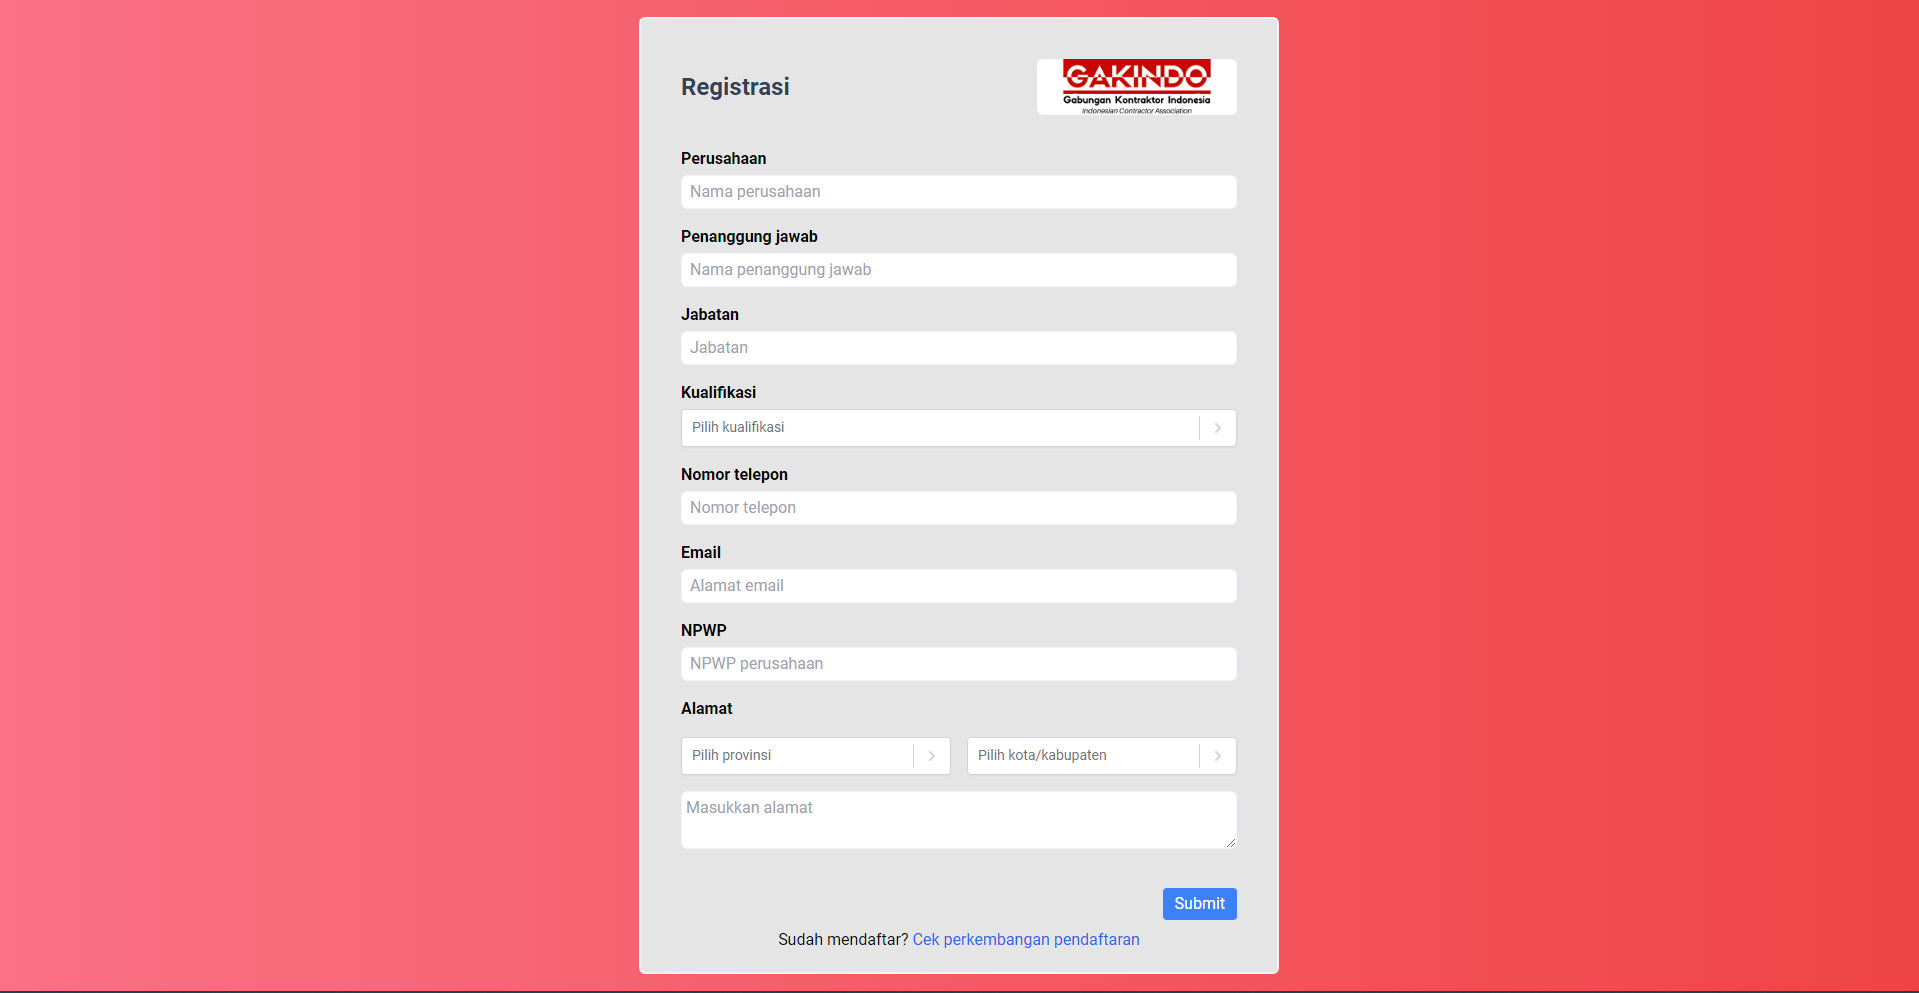 Registrasi
GAKINDO
Gabungan Kontraktor Indonesia
Indonesian Contractor Association
Perusahaan
Nama perusahaan
Penanggung jawab
Nama penanggung jawab
Jabatan
Jabatan
Kualifikasi
Pilih kualifikasi
Nomor telepon
Nomor telepon
Email
Alamat email
NPWP
NPWP perusahaan
Alamat
Pilih provinsi
Pilih kota/kabupaten
Masukkan alamat
Submit
Sudah mendaftar? Cek perkembangan pendaftaran